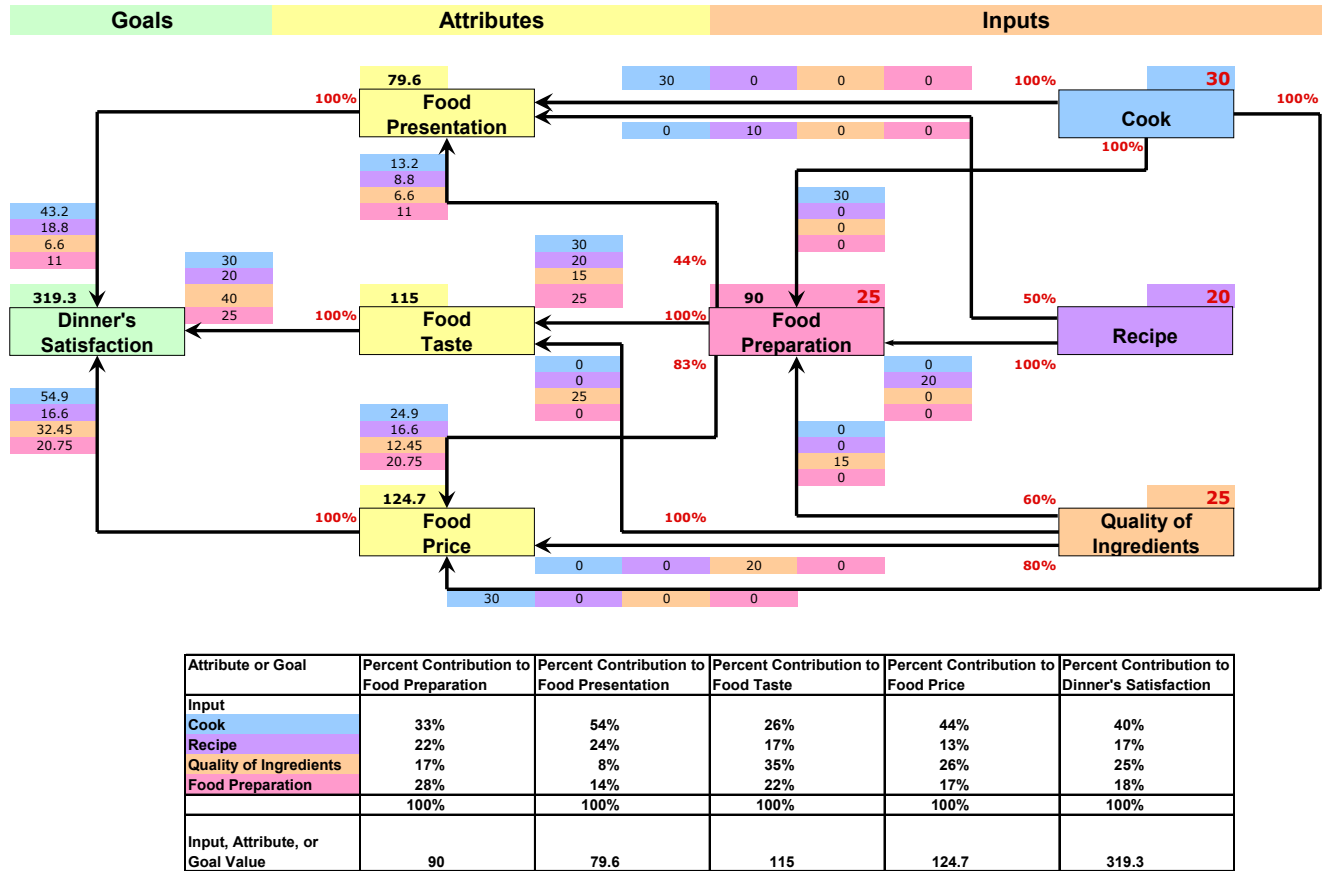 Goals Attributes Inputs
79.6 30 0 0 0 100% 30
100% 100%
Food
Presentation
Cook
0 10 0 0
100%
13.2
8.8
6.6
11
30
0
0
0
43.2
18.8
6.6
11
30
20
40
25
30
20
15
25
44%
319.3 115 90 25 50% 20
Dinner's
Satisfaction
100%
Food
Taste
100%
Food
Preparation
Recipe
83%
100%
0
0
25
0
0
20
0
0
54.9
16.6
32.45
20.75
24.9
16.6
12.45
20.75
0
0
15
0
124.7 60% 25
100% 100%
Food
Price
Quality of
Ingredients
0 0 20 0 80%
30 0 0 0
Attribute or Goal Percent Contribution to Percent Contribution to Percent Contribution to Percent Contribution to Percent Contribution to
Food Preparation Food Presentation Food Taste Food Price Dinner's Satisfaction
Input
Cook 33% 54% 26% 44% 40%
Recipe 22% 24% 17% 13% 17%
Quality of Ingredients 17% 8% 35% 26% 25%
Food Preparation 28% 14% 22% 17% 18%
100% 100% 100% 100% 100%
Input, Attribute, or
Goal Value 90 79.6 115 124.7 319.3